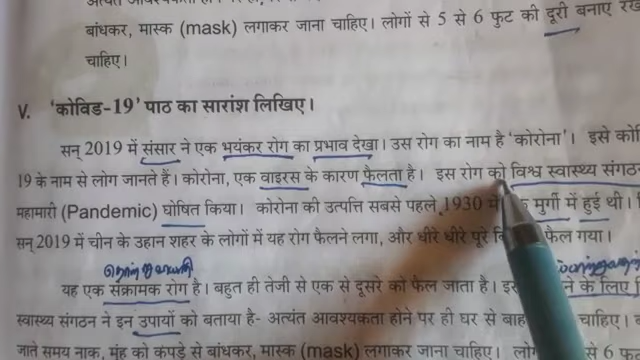 बांधकर, मास्क (mask) लगाकर जाना चाहिए। लोगों से 5 से 6 फुट की दूरी बनाए रख
चाहिए।
V. 'कोविड-19' पाठ का सारांश लिखिए।
सन् 2019 में संसार ने एक भयंकर रोग का प्रभाव देखा। उस रोग का नाम है 'कोरोना'। इसे कोवि
19 के नाम से लोग जानते हैं। कोरोना, एक वाइरस के कारण फैलता है। इस रोग को विश्व स्वास्थ्य संगठन
महामारी (Pandemic) घोषित किया। कोरोना की उत्पत्ति सबसे पहले 1930 में मुर्गी में हुई थी।
सन् 2019 में चीन के उहान शहर के लोगों में यह रोग फैलने लगा, और धीरे धीरे पूरे फैल गया।
यह एक संक्रामक रोग है। बहुत ही तेजी से एक से दूसरे को फैल जाता है। के लिए
स्वास्थ्य संगठन ने इन उपायों को बताया है- अत्यंत आवश्यकता होने पर ही घर से बाह चाहिए।
जाते समय नाक, मुंह को कपड़े से बांधकर, मास्क (mask) लगाकर जाना चाहिए। से 6 फु